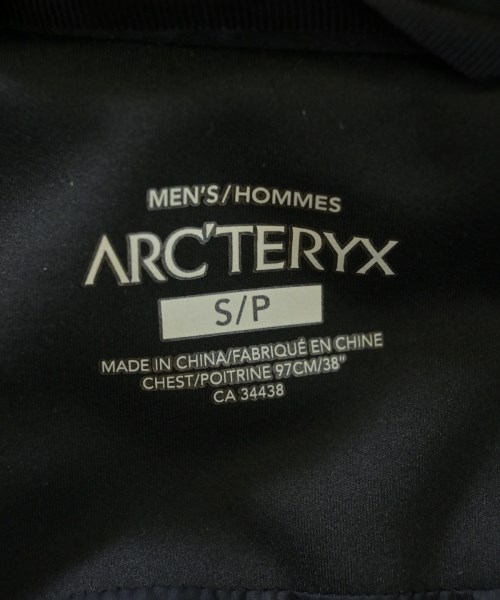 MEN'S/HOMMES
ARC'TERYX
S/P
MADE IN CHINA/FABRIQUÉ EN CHINE
CHEST/POITRINE 97CM/38"
CA 34438